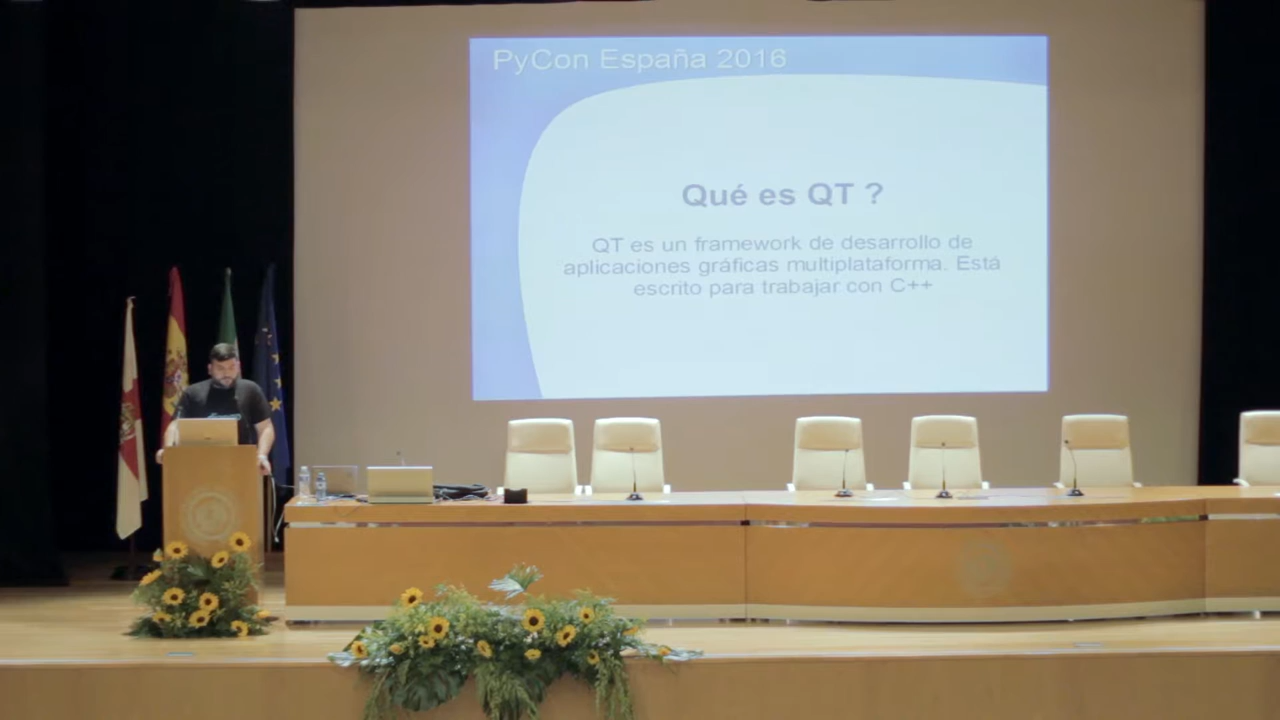 PyCon España 2016
Qué es QT ?
QT es un framework de desarrollo de
aplicaciones gráficas multiplataforma. Está
escrito para trabajar con C++